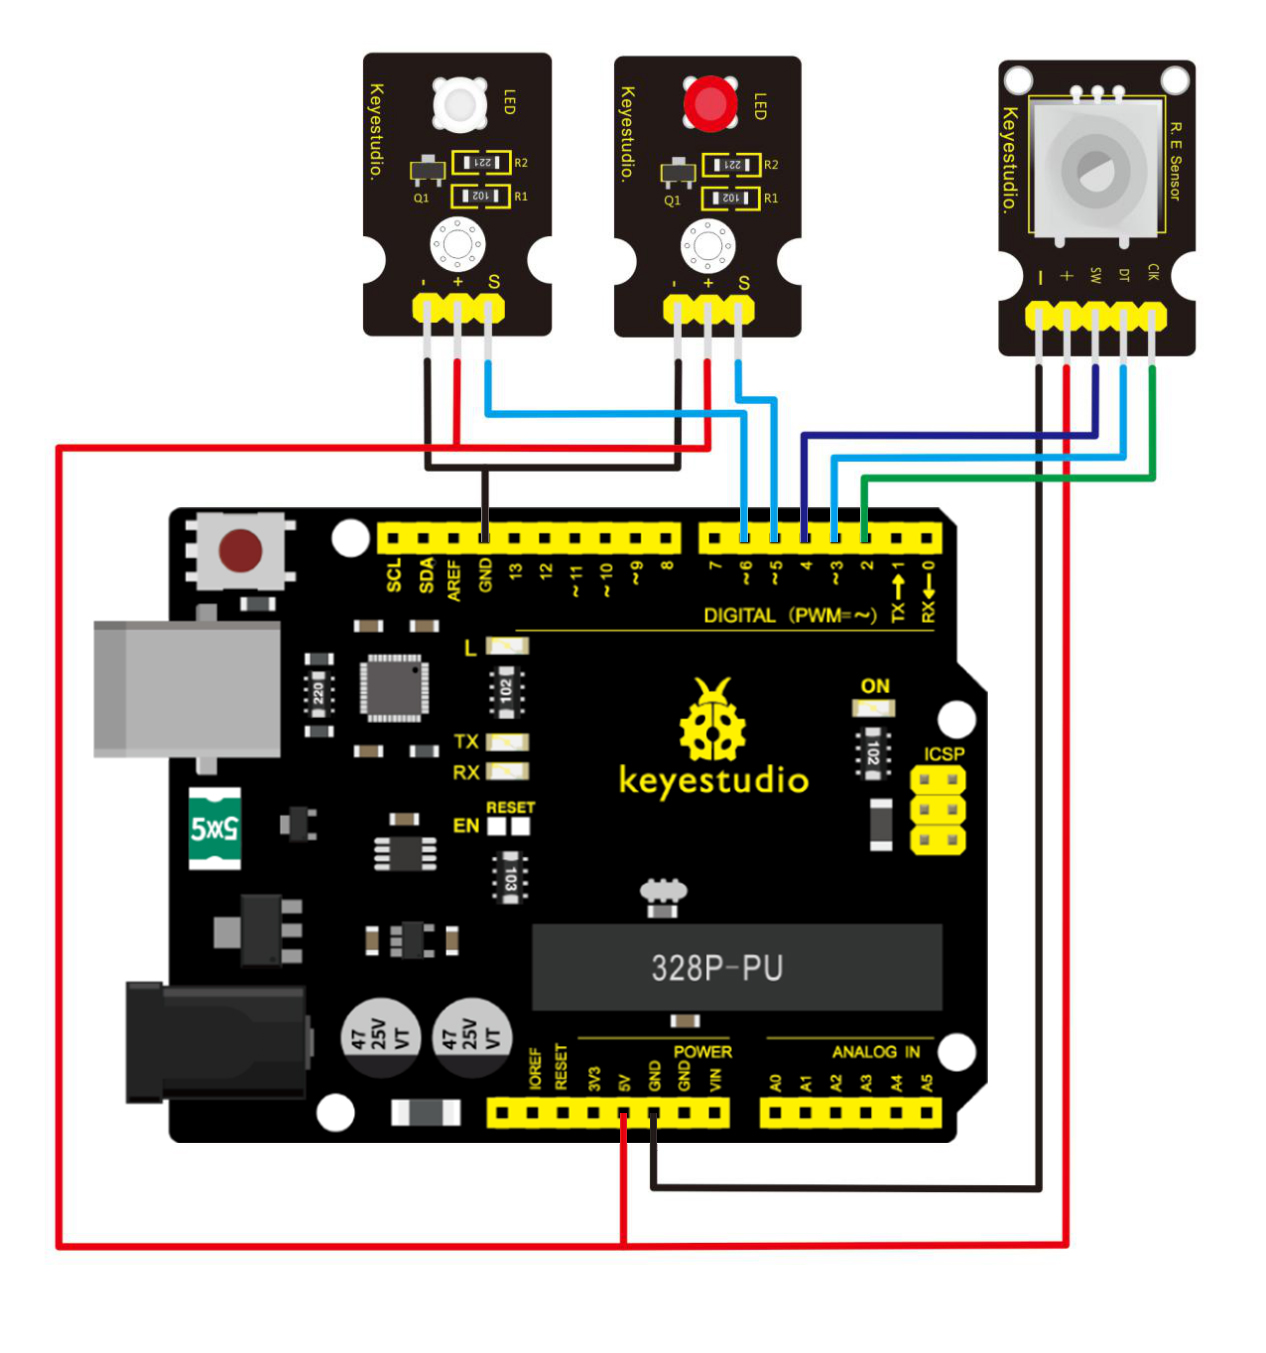 Keyestudio.
LED
221
R2
Q1
102
R1
- + S
Keyestudio.
LED
221
R2
Q1
102
R1
- + S
Keyestudio.
R. E Sensor
— + SW DT ClK
SCL SDA AREF GND 13 12 ~11 ~10 ~9 8
7 ~6 ~5 4 ~3 2 TX→1 RX←0
DIGITAL (PWM=~)
L
220
102
TX
RX
ON
102
ICSP
keyestudio
RESET
EN
5XX5
103
328P-PU
47 25V VT
47 25V VT
POWER
ANALOG IN
IOREF RESET 3V3 5V GND GND VIN
A0 A1 A2 A3 A4 A5